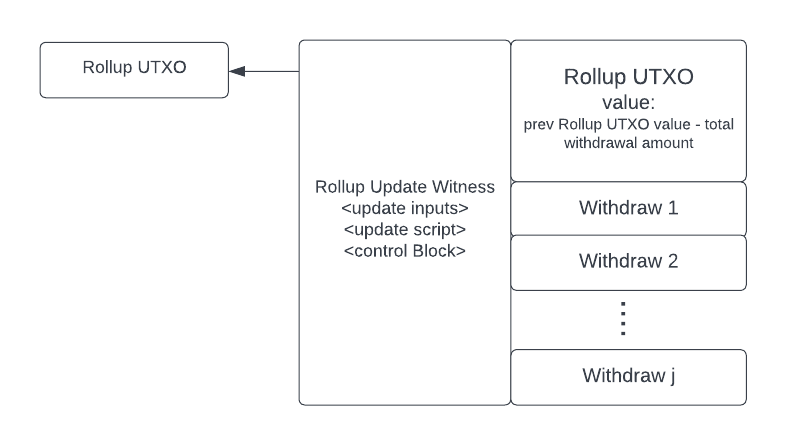 Rollup UTXO
Rollup Update Witness
<update inputs>
<update script>
<control Block>
Rollup UTXO
value:
prev Rollup UTXO value - total
withdrawal amount
Withdraw 1
Withdraw 2
Withdraw j